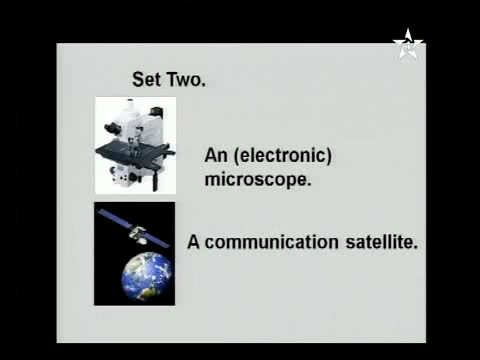 Set Two.
An (electronic)
microscope.
A communication satellite.